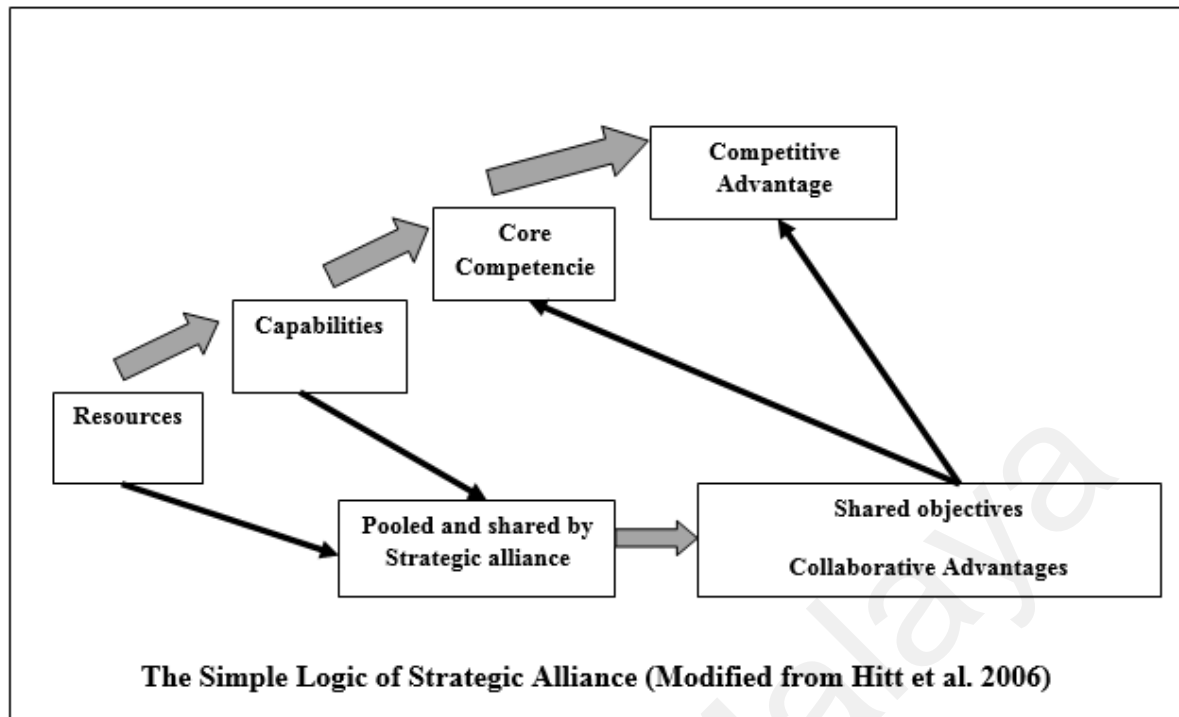 Competitive
Advantage
Core
Competencie
Capabilities
Resources
Pooled and shared by
Strategic alliance
Shared objectives
Collaborative Advantages
The Simple Logic of Strategic Alliance (Modified from Hitt et al. 2006)